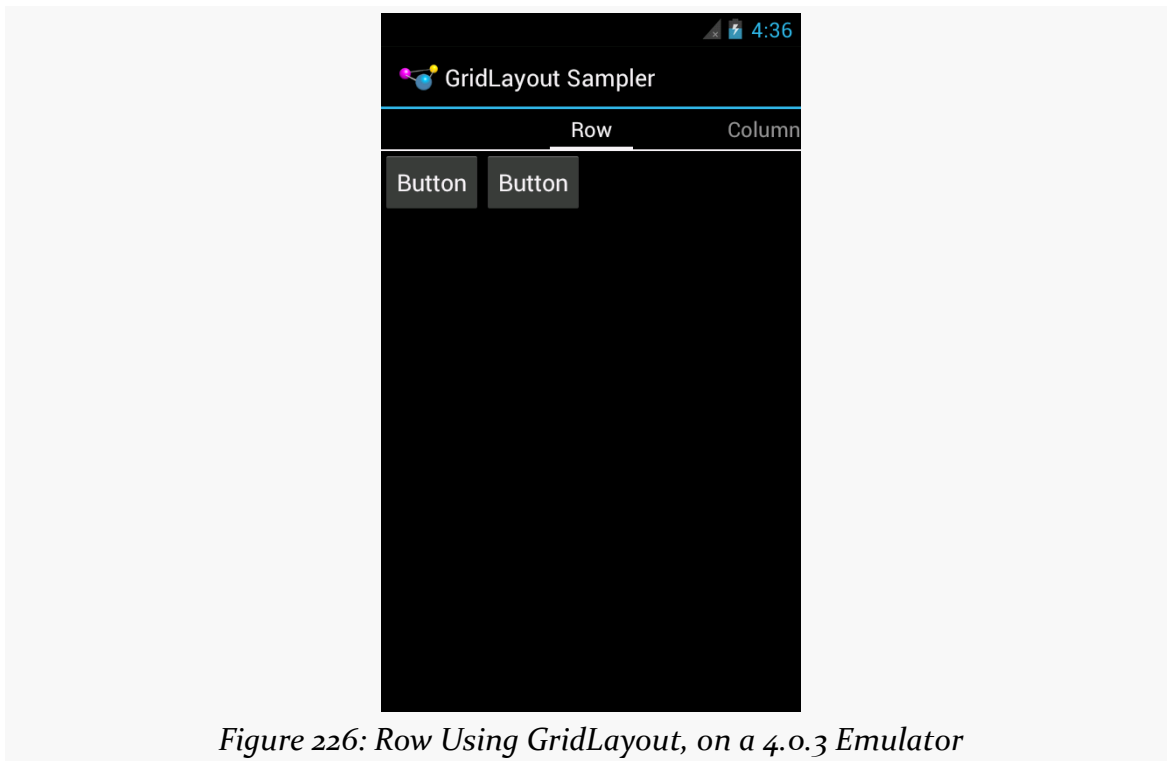 4:36
GridLayout Sampler
Row Column
Button Button
Figure 226: Row Using GridLayout, on a 4.0.3 Emulator